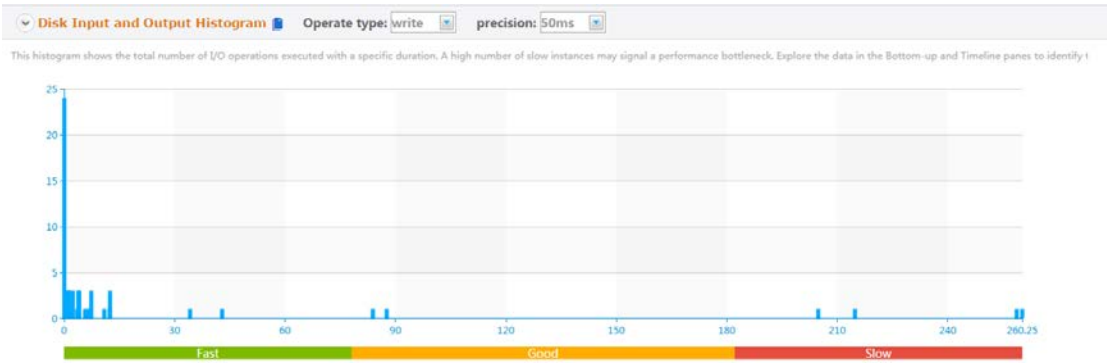 Disk Input and Output Histogram Operate type: write precision: 50ms
This histogram shows the total number of I/O operations executed with a specific duration. A high number of slow instances may signal a performance bottleneck. Explore the data in the Bottom-up and Timeline panes to identify
25
20
15
10
5
0
0 30 60 90 120 150 180 210 240 260.25
Fast Good Slow